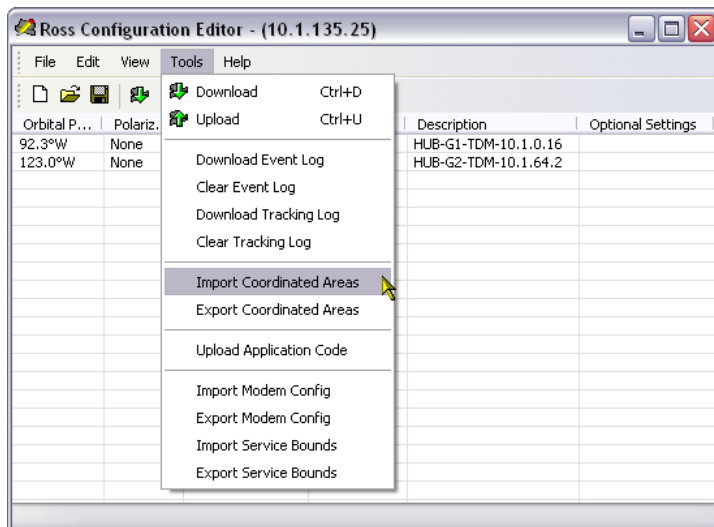 Ross Configuration Editor - (10.1.135.25)
File Edit View Tools Help
Download Ctrl+D
Upload Ctrl+U
Orbital P... Polariz. Description Optional Settings
92.3°W None HUB-G1-TDM-10.1.0.16
123.0°W None HUB-G2-TDM-10.1.64.2
Download Event Log
Clear Event Log
Download Tracking Log
Clear Tracking Log
Import Coordinated Areas
Export Coordinated Areas
Upload Application Code
Import Modem Config
Export Modem Config
Import Service Bounds
Export Service Bounds